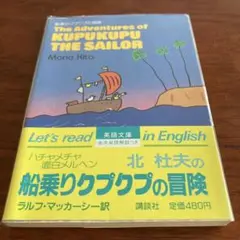 The Adventures of
KUPUKUPU
THE SAILOR
Morio Kita
Let's read
英語文庫
in English
ハチャメチャ
面白メルヘン
北 杜夫の
船乗りクプクプの冒険
ラルフ・マッカーシー訳
講談社
定価480円